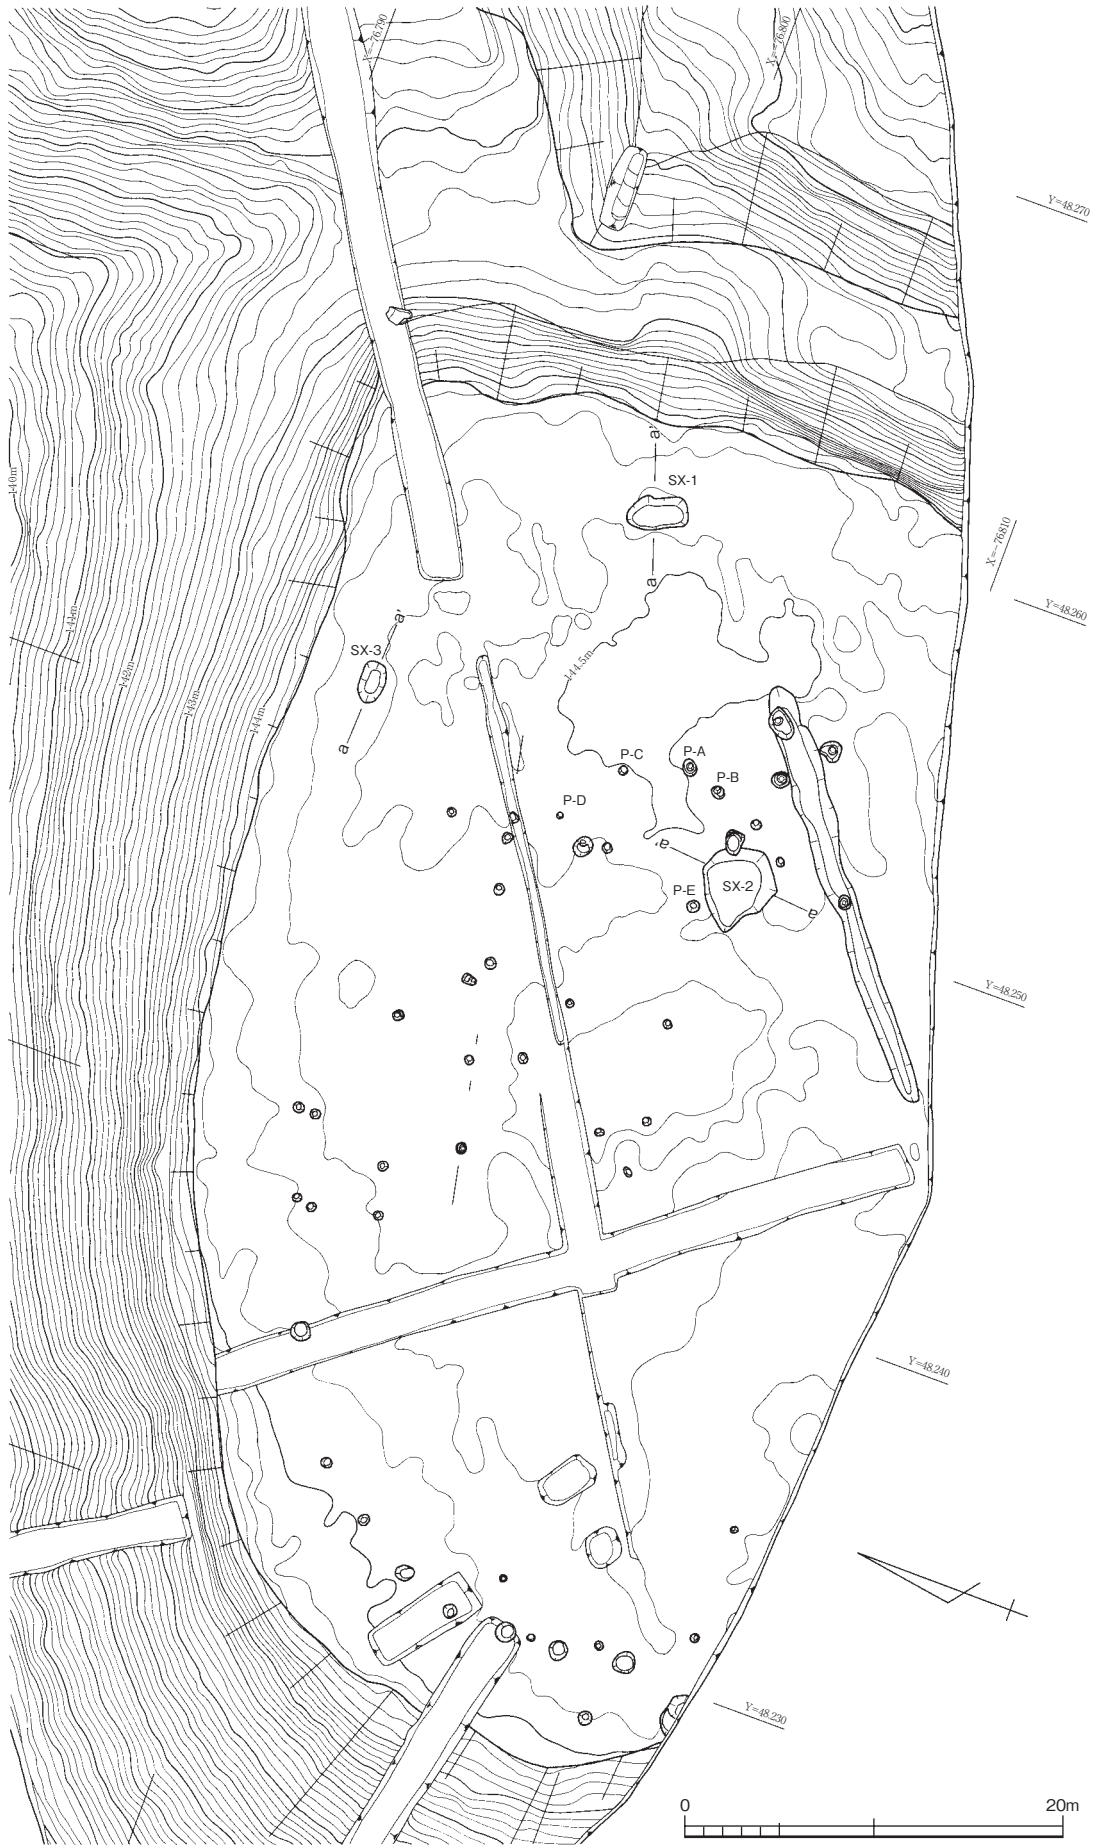 X=-76,790
X=-76,800
Y=48,270
a'
SX-1
140m
X=-76,810
a
Y=48,260
141m
a'
SX-3
144.5m
142m
143m
144m
a
P-C
P-A
P-B
P-D
a'
SX-2
P-E
a
Y=48,250
Y=48,240
Y=48,230
0
20m